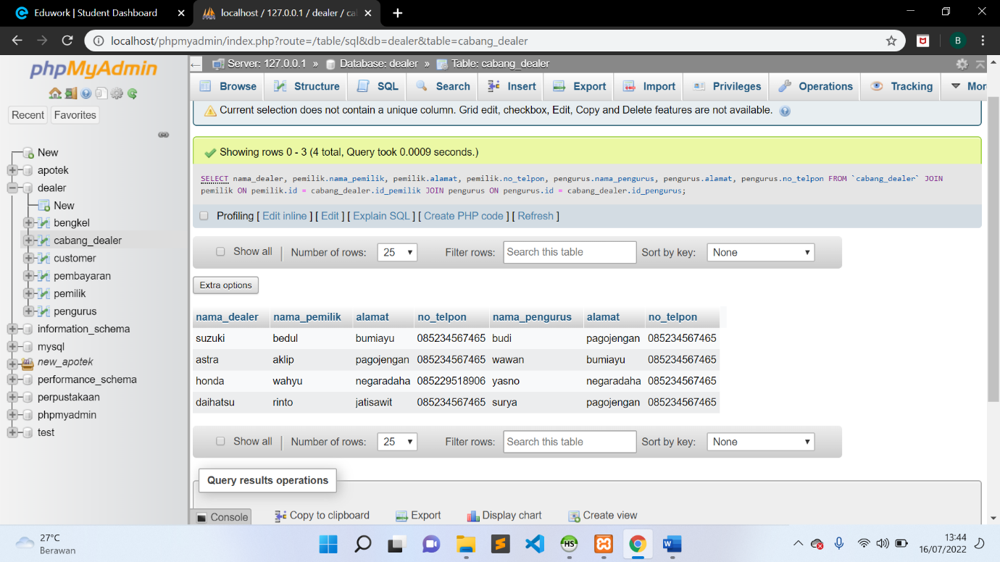 Eduwork | Student Dashboard
localhost / 127.0.0.1 / dealer / ca
localhost/phpmyadmin/index.php?route=/table/sql&db=dealer&table=cabang_dealer
B
phpMyAdmin
Recent Favorites
New
apotek
dealer
New
bengkel
cabang_dealer
customer
pembayaran
pemilik
pengurus
information_schema
mysql
new_apotek
performance_schema
perpustakaan
phpmyadmin
test
Server: 127.0.0.1 » Database: dealer » Table: cabang_dealer
Browse Structure SQL Search Insert Export Import Privileges Operations Tracking Mor
Current selection does not contain a unique column. Grid edit, checkbox, Edit, Copy and Delete features are not available.
Showing rows 0 - 3 (4 total, Query took 0.0009 seconds.)
SELECT nama_dealer, pemilik.nama_pemilik, pemilik.alamat, pemilik.no_telpon, pengurus.nama_pengurus, pengurus.alamat, pengurus.no_telpon FROM `cabang_dealer` JOIN
pemilik ON pemilik.id = cabang_dealer.id_pemilik JOIN pengurus ON pengurus.id = cabang_dealer.id_pengurus;
Profiling [ Edit inline ] [ Edit ] [ Explain SQL ] [ Create PHP code ] [ Refresh ]
Show all | Number of rows: 25 Filter rows: Search this table Sort by key: None
Extra options
nama_dealer nama_pemilik alamat no_telpon nama_pengurus alamat no_telpon
suzuki bedul bumiayu 085234567465 budi pagojengan 085234567465
astra aklip pagojengan 085234567465 wawan bumiayu 085234567465
honda wahyu negaradaha 085229518906 yasno negaradaha 085234567465
daihatsu rinto jatisawit 085234567465 surya pagojengan 085234567465
Show all | Number of rows: 25 Filter rows: Search this table Sort by key: None
Query results operations
Console Copy to clipboard Export Display chart Create view
27°C
Berawan
HS
W
13:44
16/07/2022